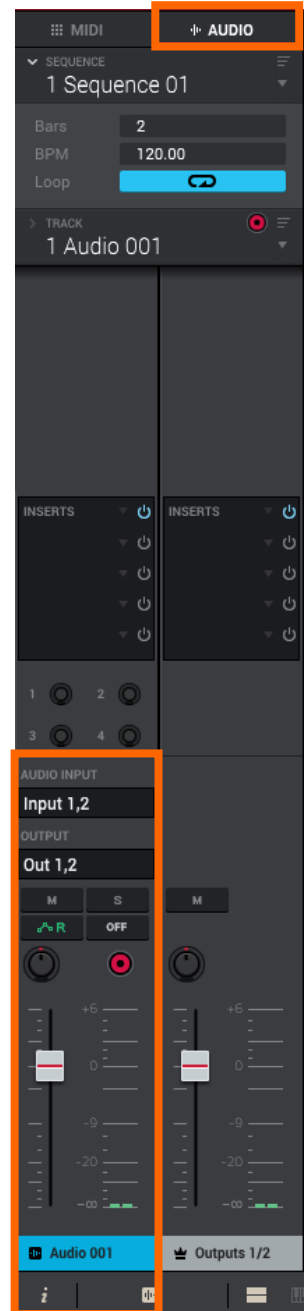 MIDI AUDIO
SEQUENCE
1 Sequence 01
Bars 2
BPM 120.00
Loop
TRACK
1 Audio 001
INSERTS INSERTS
1 2
3 4
AUDIO INPUT
Input 1,2
OUTPUT
Out 1,2
M S M
R OFF
+6 +6
0 0
-9 -9
-20 -20
-∞ -∞
Audio 001 Outputs 1/2
i